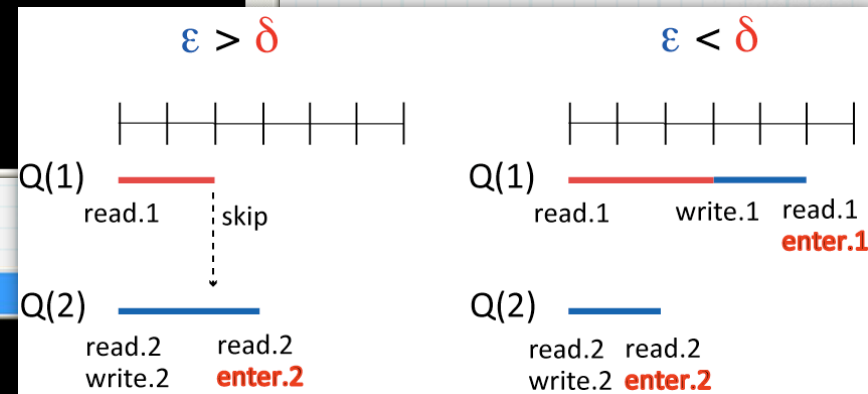 ε > δ
Q(1)
read.1
skip
Q(2)
read.2 read.2
write.2 enter.2
ε < δ
Q(1)
read.1 write.1 read.1
enter.1
Q(2)
read.2 read.2
write.2 enter.2